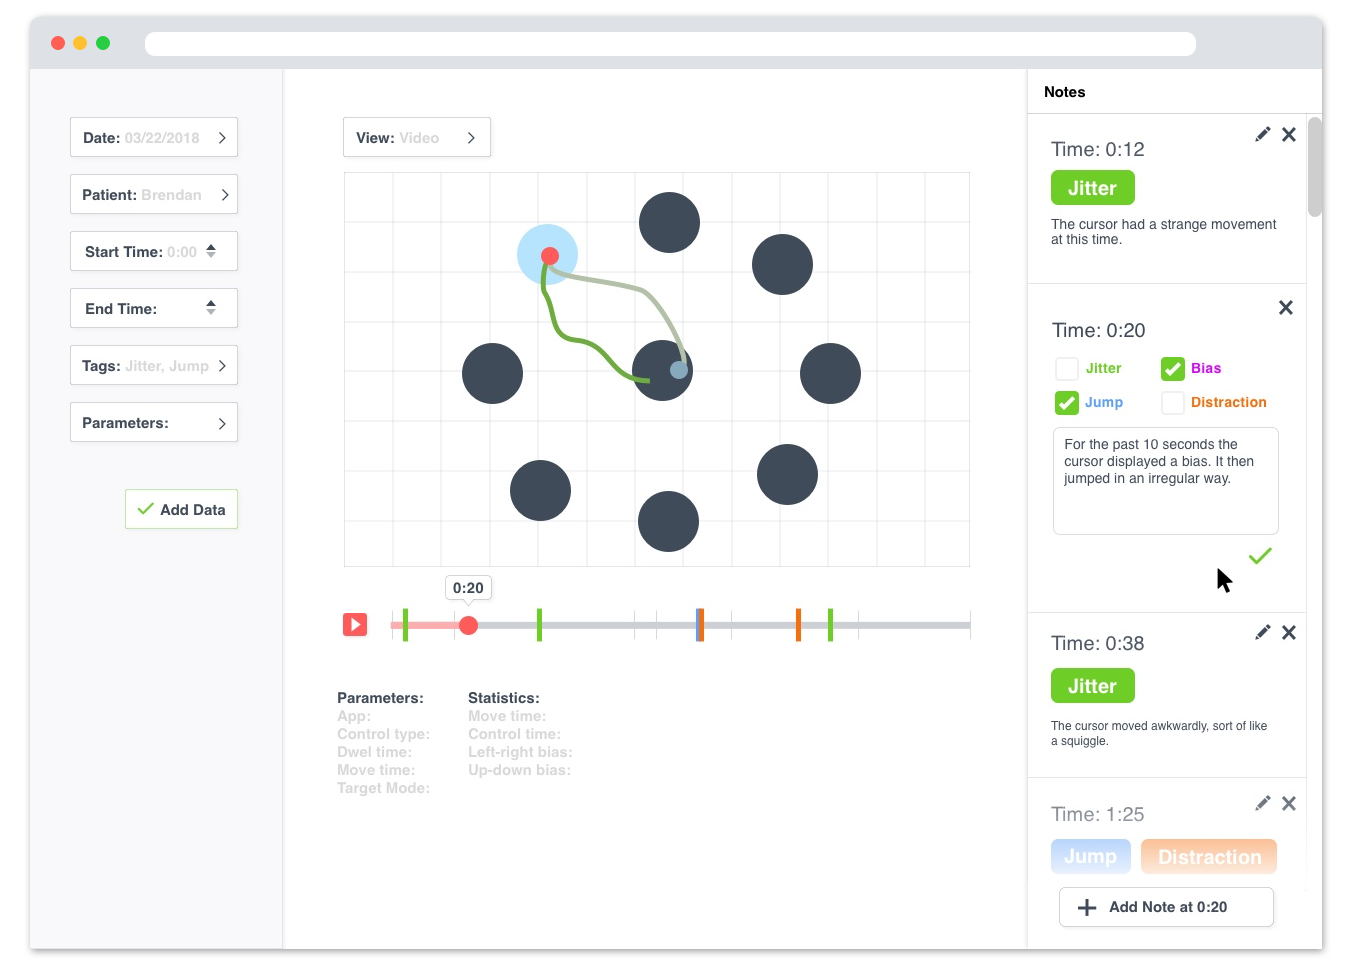 Date: 03/22/2018
Patient: Brendan
Start Time: 0:00
End Time:
Tags: Jitter, Jump
Parameters:
Add Data
View: Video
0:20
Parameters:
App:
Control type:
Dwel time:
Move time:
Target Mode:
Statistics:
Move time:
Control time:
Left-right bias:
Up-down bias:
Notes
Time: 0:12
Jitter
The cursor had a strange movement
at this time.
Time: 0:20
Jitter
Bias
Jump
Distraction
For the past 10 seconds the
cursor displayed a bias. It then
jumped in an irregular way.
Time: 0:38
Jitter
The cursor moved awkwardly, sort of like
a squiggle.
Time: 1:25
Jump
Distraction
Add Note at 0:20